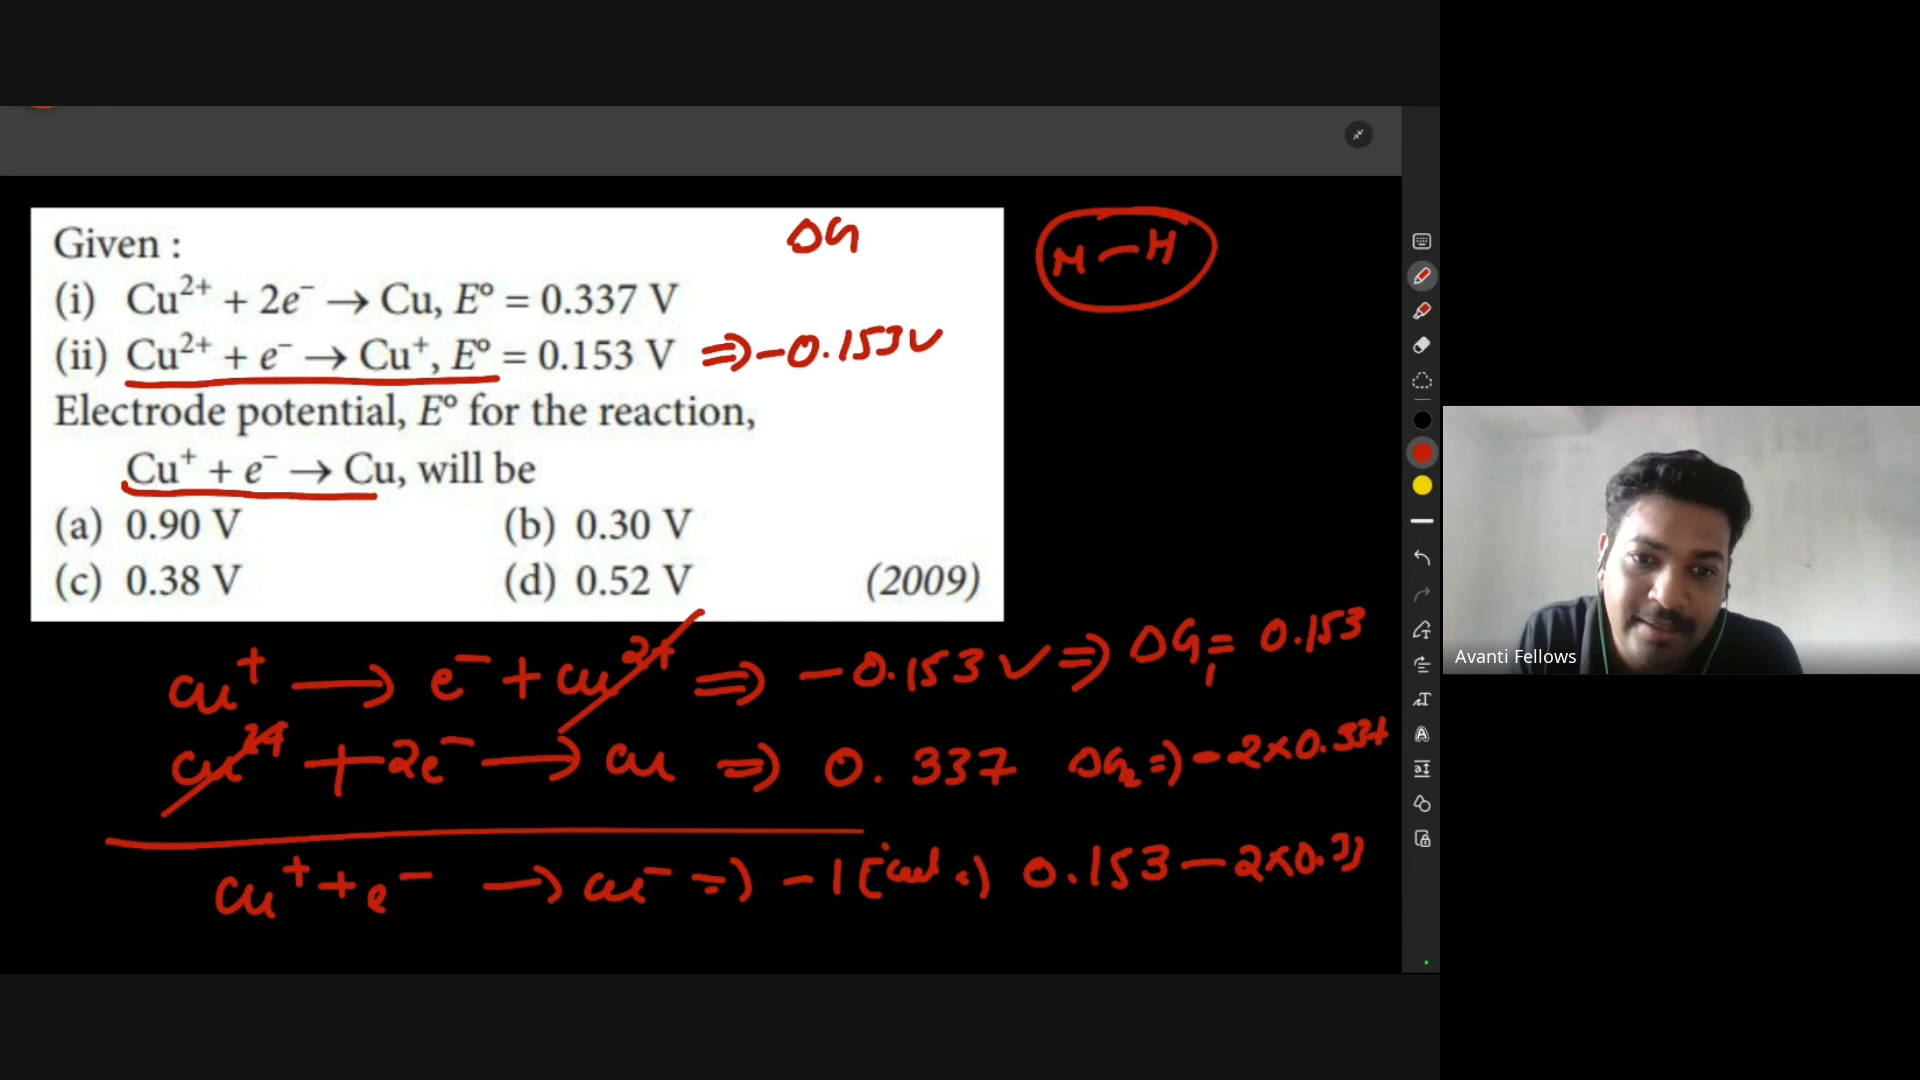 Given :
ΔG
M – H
(i) Cu²⁺ + 2e⁻ → Cu, E° = 0.337 V
(ii) Cu²⁺ + e⁻ → Cu⁺, E° = 0.153 V ⇒ -0.153 V
Electrode potential, E° for the reaction,
Cu⁺ + e⁻ → Cu, will be
(a) 0.90 V (b) 0.30 V
(c) 0.38 V (d) 0.52 V (2009)
cu⁺ → e⁻ + cu²⁺ ⇒ -0.153 V ⇒ ΔG₁ = 0.153
cu²⁺ + 2e⁻ → cu ⇒ 0.337 ΔG₂ ⇒ -2×0.337
cu⁺ + e⁻ → cu⁻ ⇒ -1 0.153 - 2×0.33
Avanti Fellows